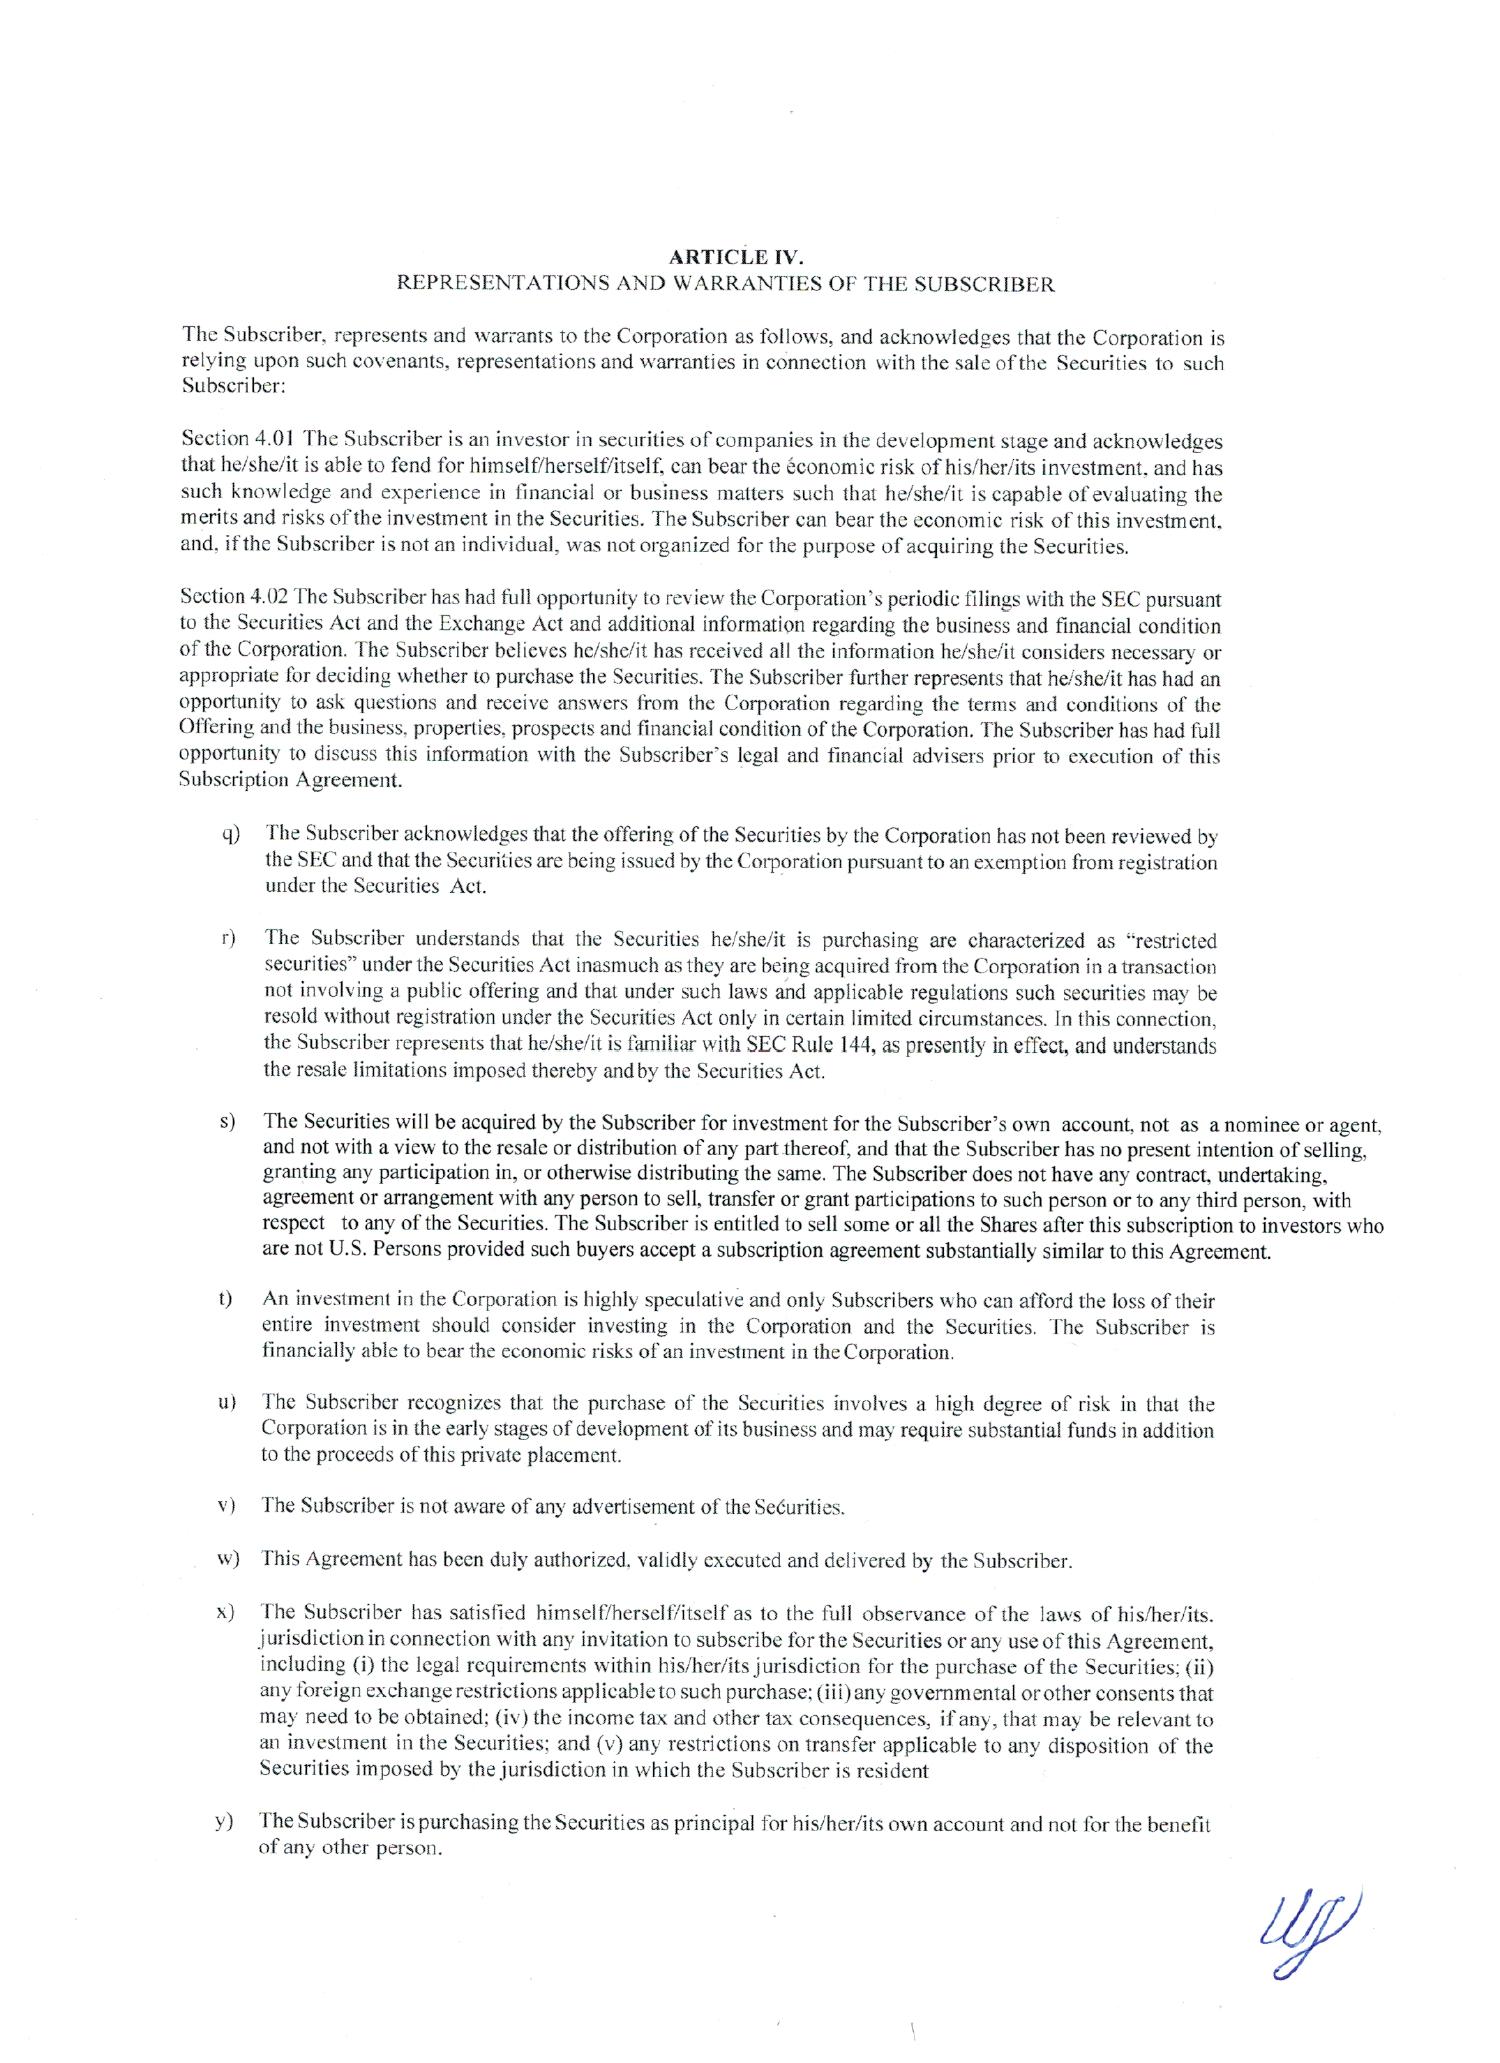 ARTICLE IV.
REPRESENTATIONS AND WARRANTIES OF THE SUBSCRIBER
The Subscriber, represents and warrants to the Corporation as follows, and acknowledges that the Corporation is
relying upon such covenants, representations and warranties in connection with the sale of the Securities to such
Subscriber:
Section 4.01 The Subscriber is an investor in securities of companies in the development stage and acknowledges
that he/she/it is able to fend for himself/herself/itself, can bear the economic risk of his/her/its investment, and has
such knowledge and experience in financial or business matters such that he/she/it is capable of evaluating the
merits and risks of the investment in the Securities. The Subscriber can bear the economic risk of this investment,
and, if the Subscriber is not an individual, was not organized for the purpose of acquiring the Securities.
Section 4.02 The Subscriber has had full opportunity to review the Corporation's periodic filings with the SEC pursuant
to the Securities Act and the Exchange Act and additional information regarding the business and financial condition
of the Corporation. The Subscriber believes he/she/it has received all the information he/she/it considers necessary or
appropriate for deciding whether to purchase the Securities. The Subscriber further represents that he/she/it has had an
opportunity to ask questions and receive answers from the Corporation regarding the terms and conditions of the
Offering and the business, properties, prospects and financial condition of the Corporation. The Subscriber has had full
opportunity to discuss this information with the Subscriber's legal and financial advisers prior to execution of this
Subscription Agreement.
q) The Subscriber acknowledges that the offering of the Securities by the Corporation has not been reviewed by
the SEC and that the Securities are being issued by the Corporation pursuant to an exemption from registration
under the Securities Act.
r) The Subscriber understands that the Securities he/she/it is purchasing are characterized as “restricted
securities” under the Securities Act inasmuch as they are being acquired from the Corporation in a transaction
not involving a public offering and that under such laws and applicable regulations such securities may be
resold without registration under the Securities Act only in certain limited circumstances. In this connection,
the Subscriber represents that he/she/it is familiar with SEC Rule 144, as presently in effect, and understands
the resale limitations imposed thereby and by the Securities Act.
s) The Securities will be acquired by the Subscriber for investment for the Subscriber's own account, not as a nominee or agent,
and not with a view to the resale or distribution of any part thereof, and that the Subscriber has no present intention of selling,
granting any participation in, or otherwise distributing the same. The Subscriber does not have any contract, undertaking,
agreement or arrangement with any person to sell, transfer or grant participations to such person or to any third person, with
respect to any of the Securities. The Subscriber is entitled to sell some or all the Shares after this subscription to investors who
are not U.S. Persons provided such buyers accept a subscription agreement substantially similar to this Agreement.
t) An investment in the Corporation is highly speculative and only Subscribers who can afford the loss of their
entire investment should consider investing in the Corporation and the Securities. The Subscriber is
financially able to bear the economic risks of an investment in the Corporation.
u) The Subscriber recognizes that the purchase of the Securities involves a high degree of risk in that the
Corporation is in the early stages of development of its business and may require substantial funds in addition
to the proceeds of this private placement.
v) The Subscriber is not aware of any advertisement of the Securities.
w) This Agreement has been duly authorized, validly executed and delivered by the Subscriber.
x) The Subscriber has satisfied himself/herself/itself as to the full observance of the laws of his/her/its.
jurisdiction in connection with any invitation to subscribe for the Securities or any use of this Agreement,
including (i) the legal requirements within his/her/its jurisdiction for the purchase of the Securities; (ii)
any foreign exchange restrictions applicable to such purchase; (iii) any governmental or other consents that
may need to be obtained; (iv) the income tax and other tax consequences, if any, that may be relevant to
an investment in the Securities; and (v) any restrictions on transfer applicable to any disposition of the
Securities imposed by the jurisdiction in which the Subscriber is resident
y) The Subscriber is purchasing the Securities as principal for his/her/its own account and not for the benefit
of any other person.